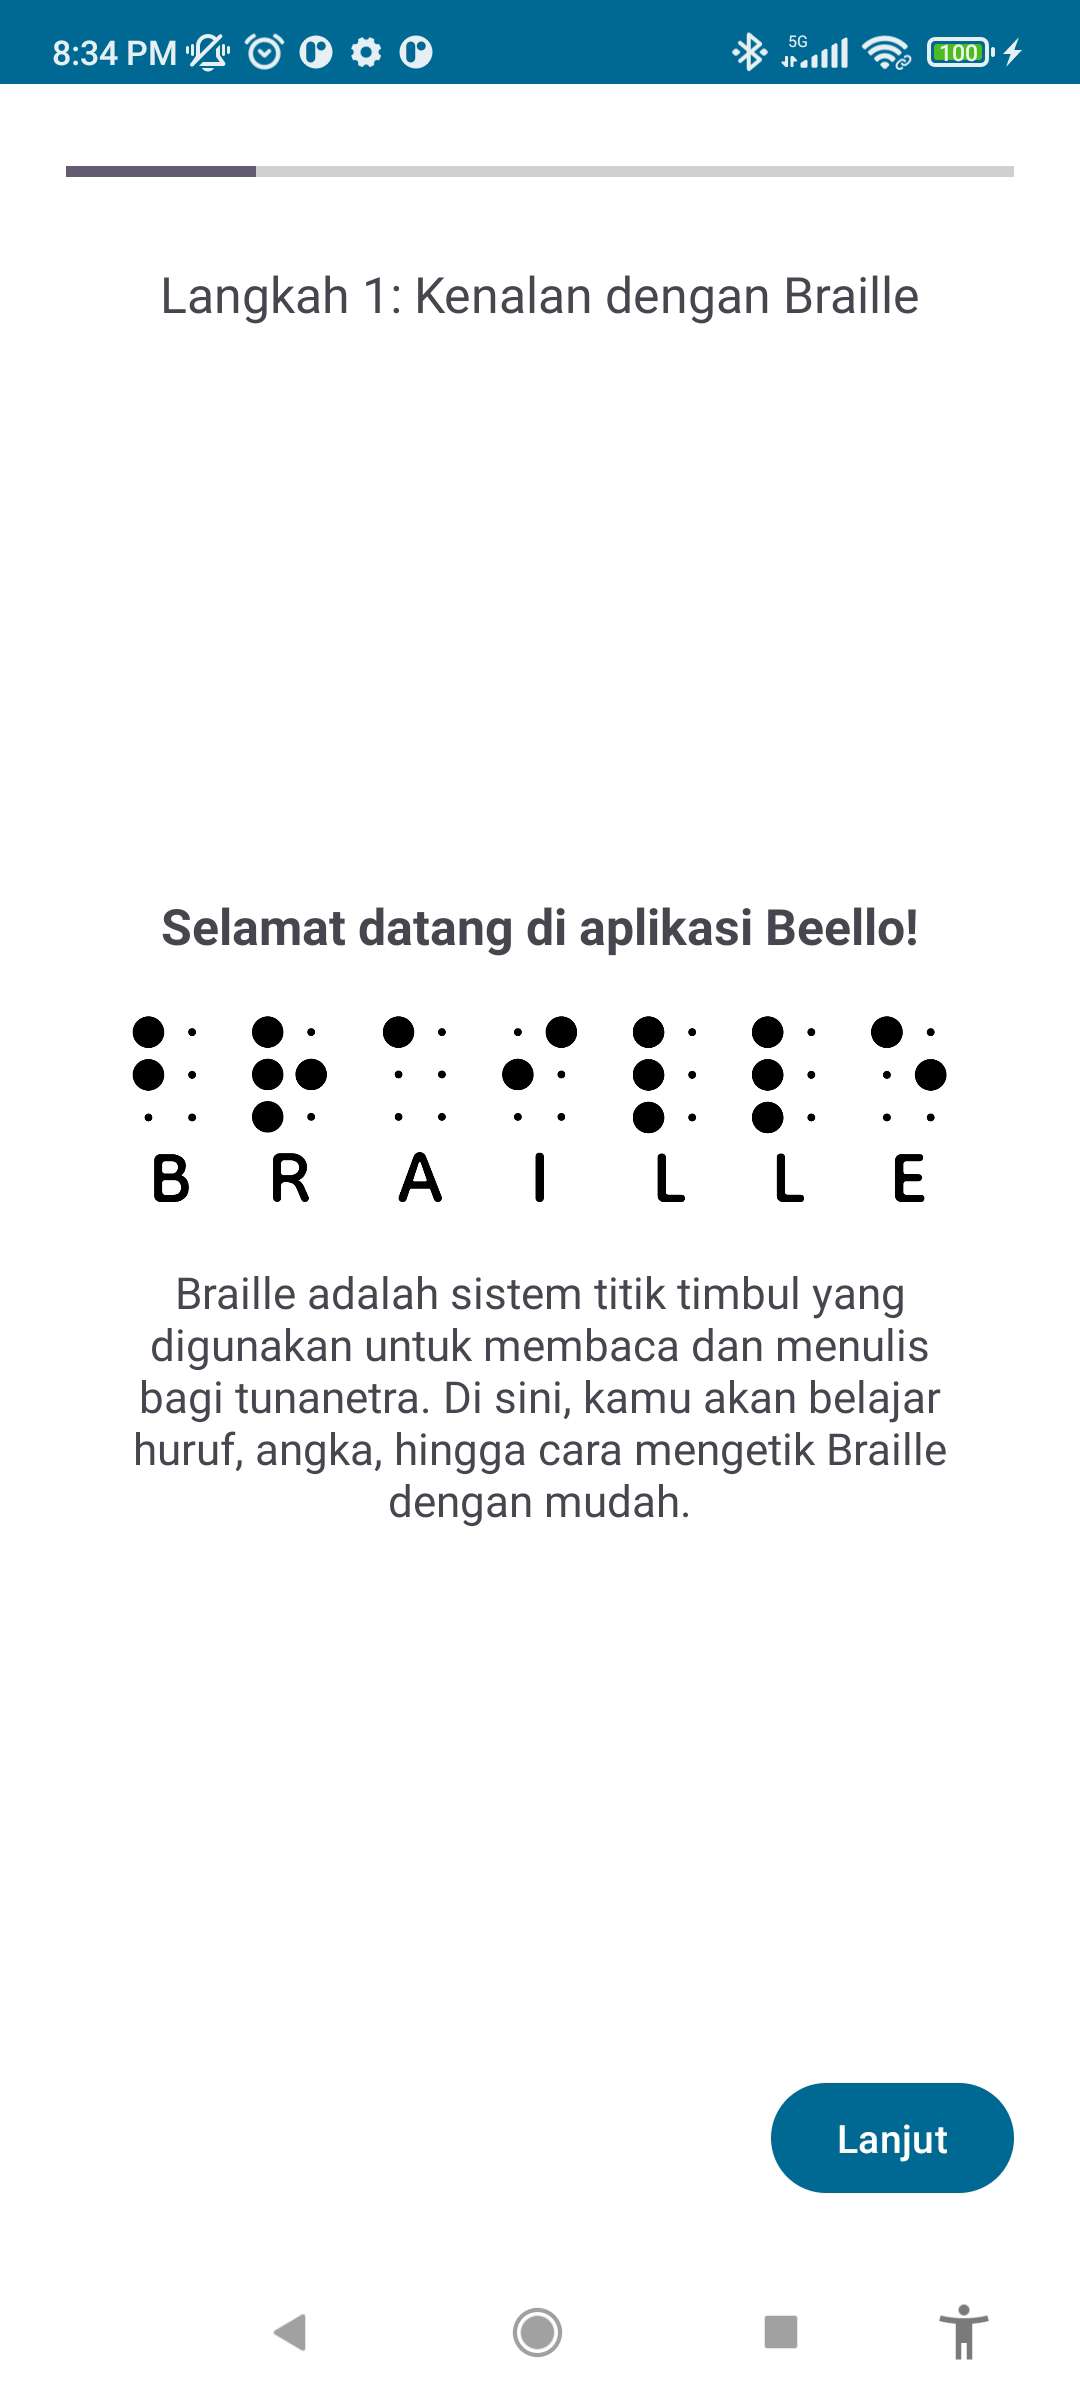 8:34 PM
5G
100
Langkah 1: Kenalan dengan Braille
Selamat datang di aplikasi Beello!
B R A I L L E
Braille adalah sistem titik timbul yang
digunakan untuk membaca dan menulis
bagi tunanetra. Di sini, kamu akan belajar
huruf, angka, hingga cara mengetik Braille
dengan mudah.
Lanjut